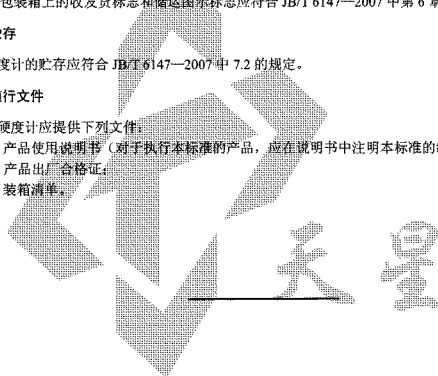 包装箱上的收发货标志和储运图示标志应符合 JB/T 6147—2007 中第 6 章
存
度计的贮存应符合 JB/T 6147—2007 中 7.2 的规定。
行文件
硬度计应提供下列文件：
产品使用说明书（对于执行本标准的产品，应在说明书中注明本标准的
产品出厂合格证；
装箱清单。
天星